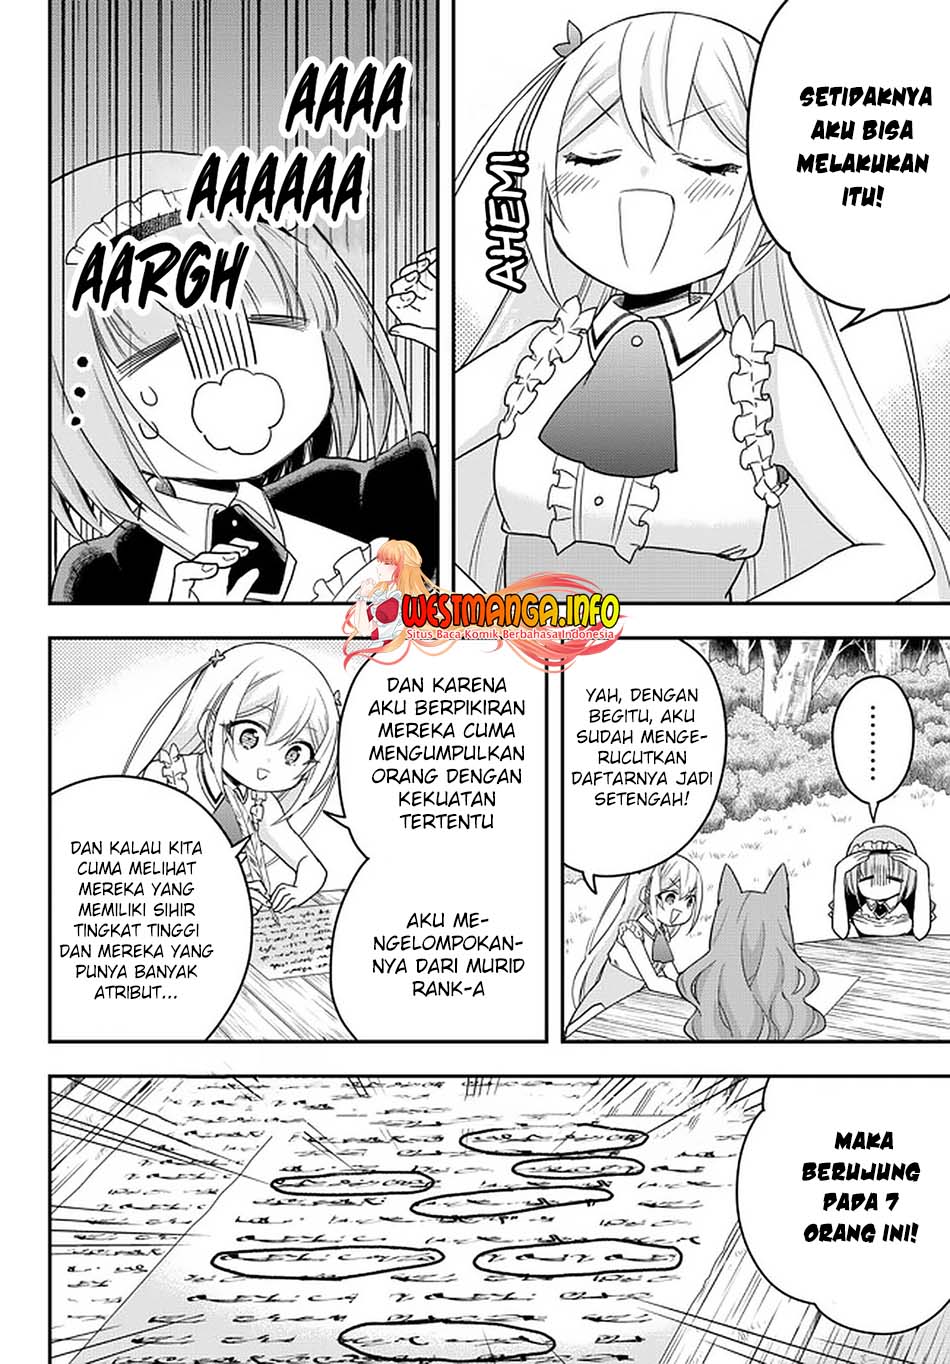 SETIDAKNYA
AKU BISA
MELAKUKAN
ITU!
AHEM!
AAAA
AAAAAA
AARGH
WESTMANGA.INFO
Situs Baca Komik Berbahasa Indonesia
YAH, DENGAN
BEGITU, AKU
SUDAH MENGE-
RUCUTKAN
DAFTARNYA JADI
SETENGAH!
DAN KARENA
AKU BERPIKIRAN
MEREKA CUMA
MENGUMPULKAN
ORANG DENGAN
KEKUATAN
TERTENTU
AKU ME-
NGELOMPOKAN-
NYA DARI MURID
RANK-A
DAN KALAU KITA
CUMA MELIHAT
MEREKA YANG
MEMILIKI SIHIR
TINGKAT TINGGI
DAN MEREKA YANG
PUNYA BANYAK
ATRIBUT...
MAKA
BERUJUNG
PADA 7
ORANG INI!